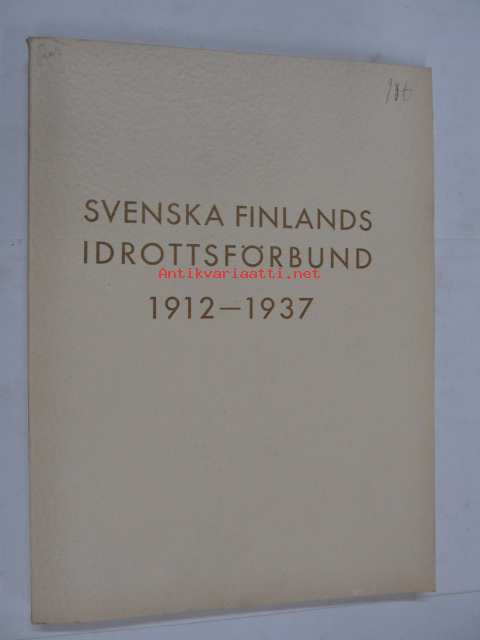 SVENSKA FINLANDS
IDROTTSFÖRBUND
Antikvariaatti.net
1912—1937